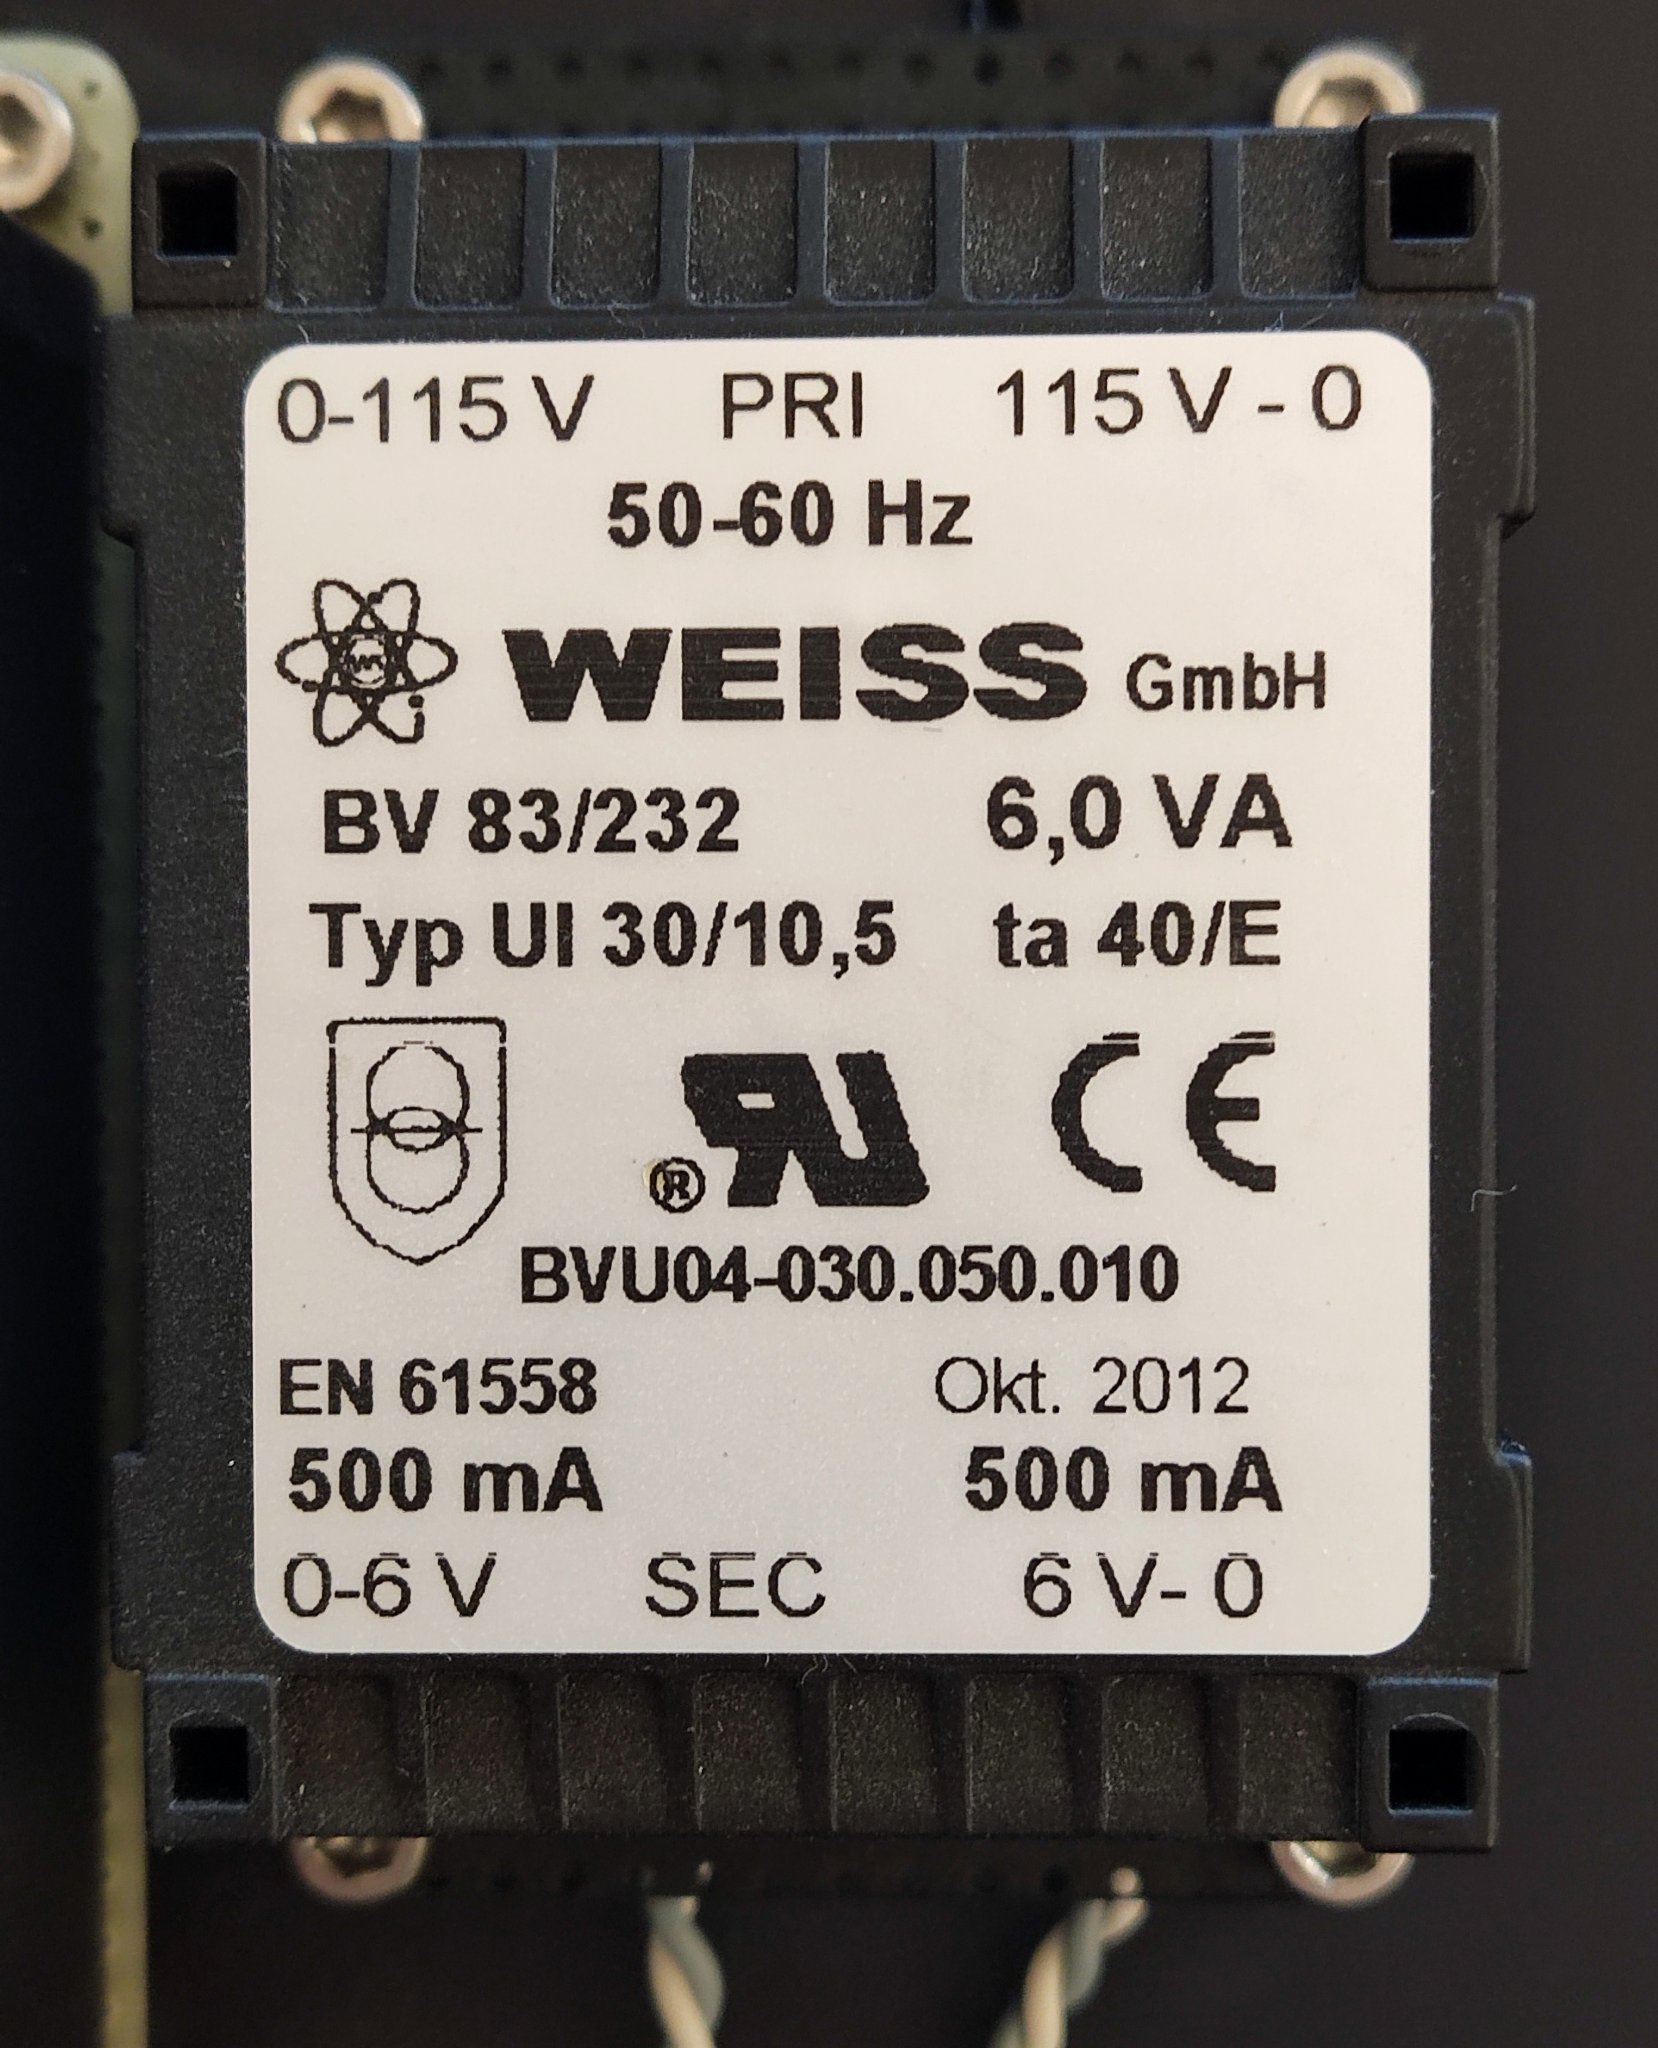 0-115 V PRI 115 V - 0
50-60 Hz
WEISS GmbH
BV 83/232 6,0 VA
Typ UI 30/10,5 ta 40/E
® RU CE
BVU04-030.050.010
EN 61558 Okt. 2012
500 mA 500 mA
0-6 V SEC 6 V- 0